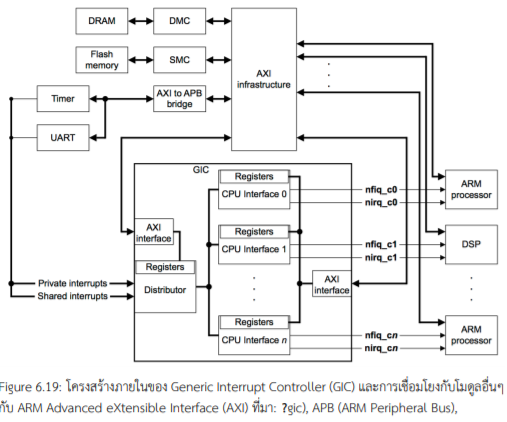 DRAM
DMC
Flash
memory
SMC
AXI
infrastructure
Timer
AXI to APB
bridge
UART
GIC
Registers
CPU Interface 0
nfiq_c0
nirq_c0
ARM
processor
AXI
interface
Registers
CPU Interface 1
nfiq_c1
nirq_c1
DSP
Registers
Distributor
Private interrupts
Shared interrupts
AXI
interface
Registers
CPU Interface n
nfiq_cn
nirq_cn
ARM
processor
Figure 6.19: โครงสร้างภายในของ Generic Interrupt Controller (GIC) และการเชื่อมโยงกับโมดูลอื่นๆ
กับ ARM Advanced eXtensible Interface (AXI) ที่มา: ?gic), APB (ARM Peripheral Bus),